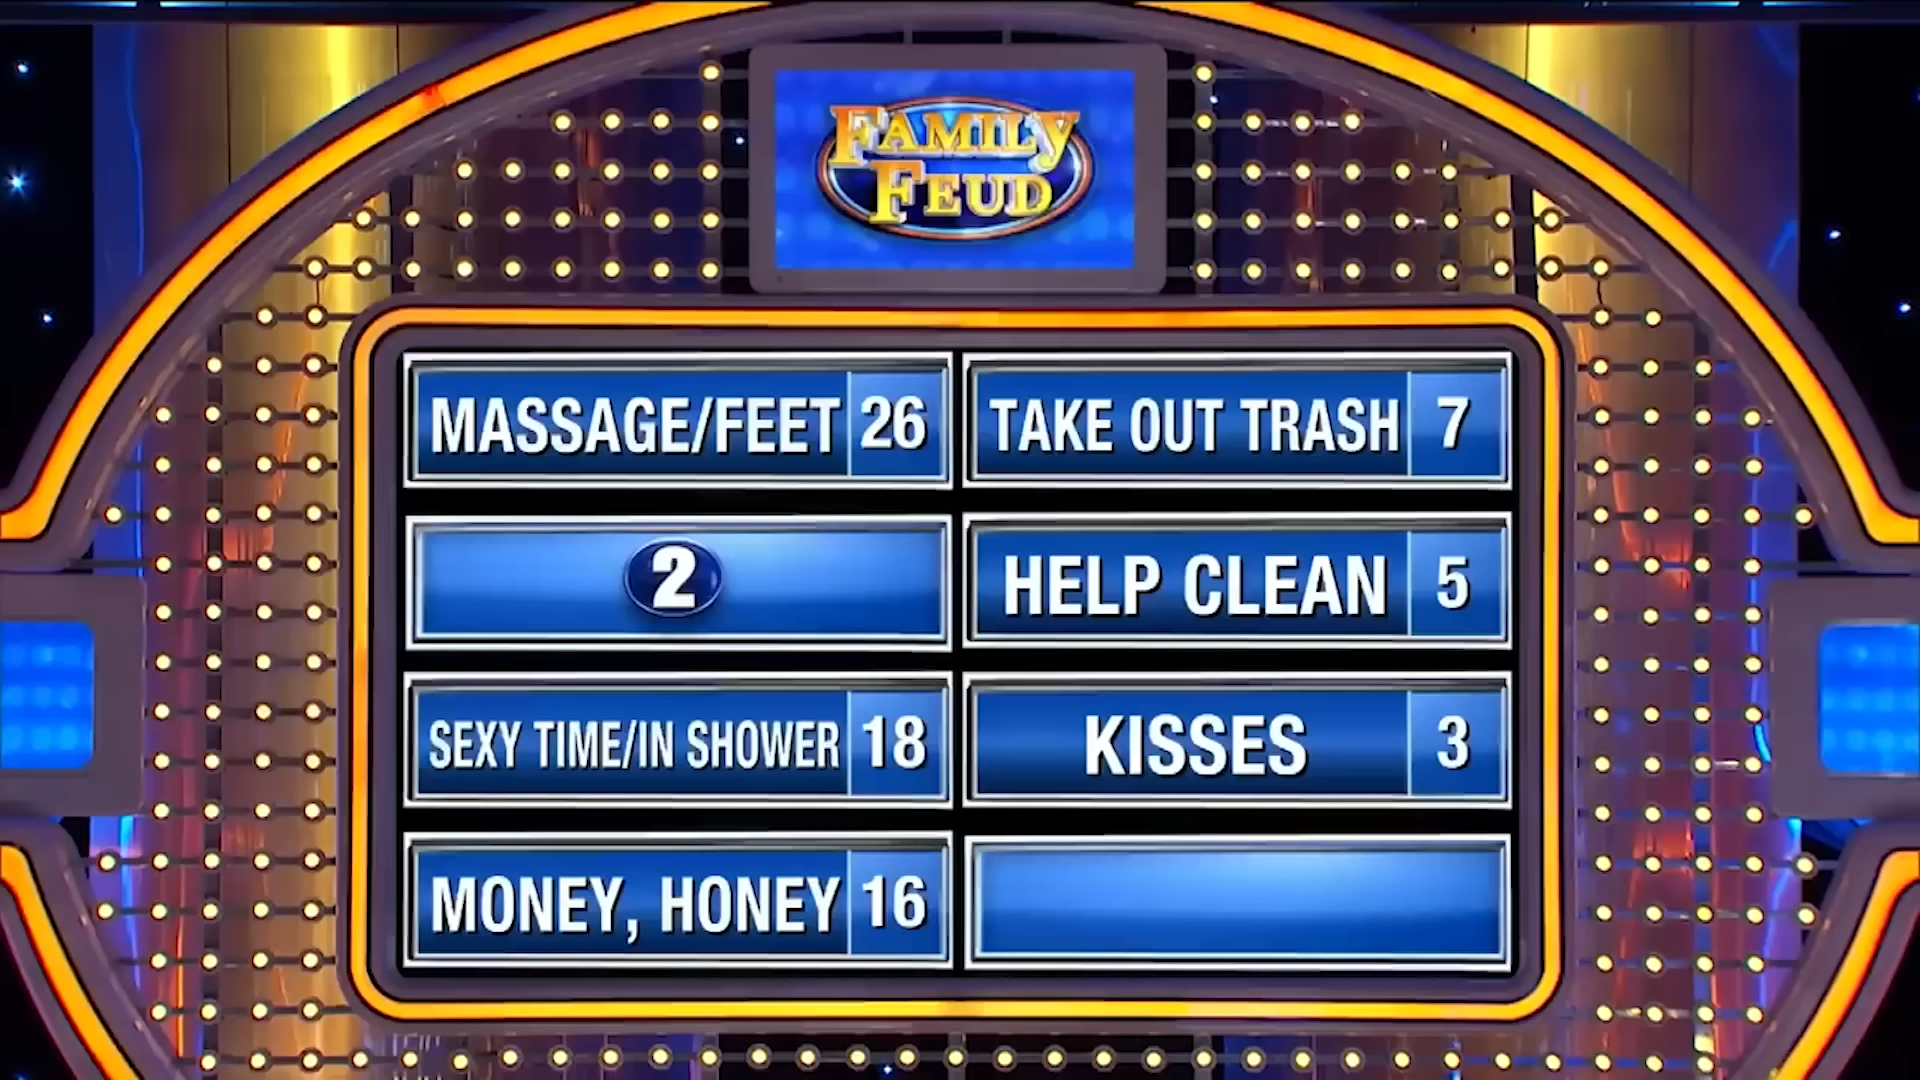 FAMILY
FEUD
MASSAGE/FEET 26
2
SEXY TIME/IN SHOWER 18
MONEY, HONEY 16
TAKE OUT TRASH 7
HELP CLEAN 5
KISSES 3